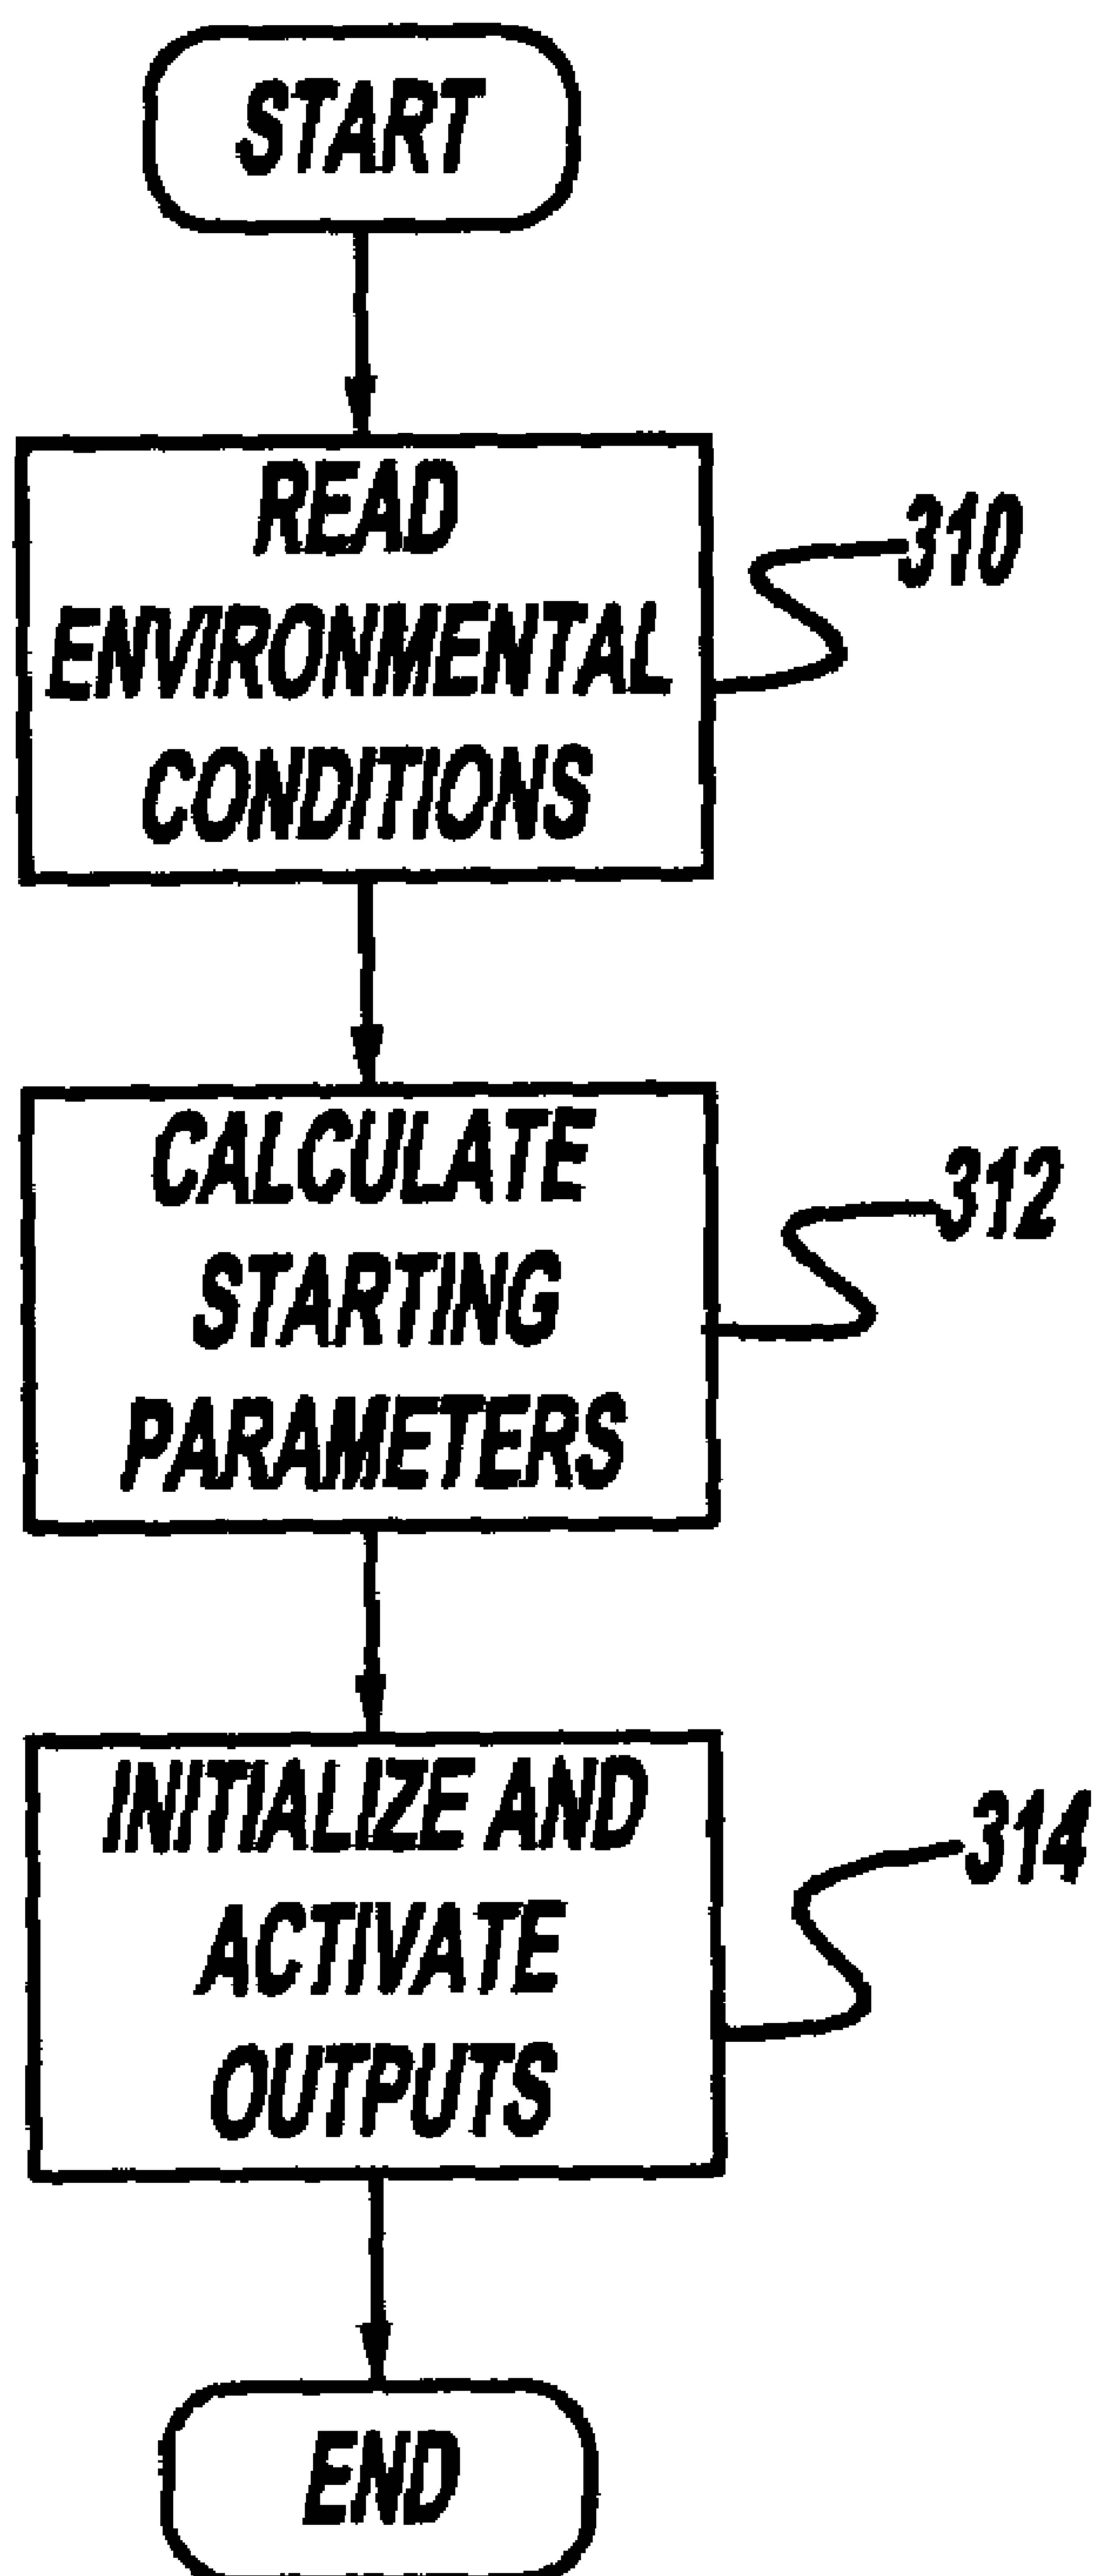 START
READ
ENVIRONMENTAL
CONDITIONS
310
CALCULATE
STARTING
PARAMETERS
312
INITIALIZE AND
ACTIVATE
OUTPUTS
314
END